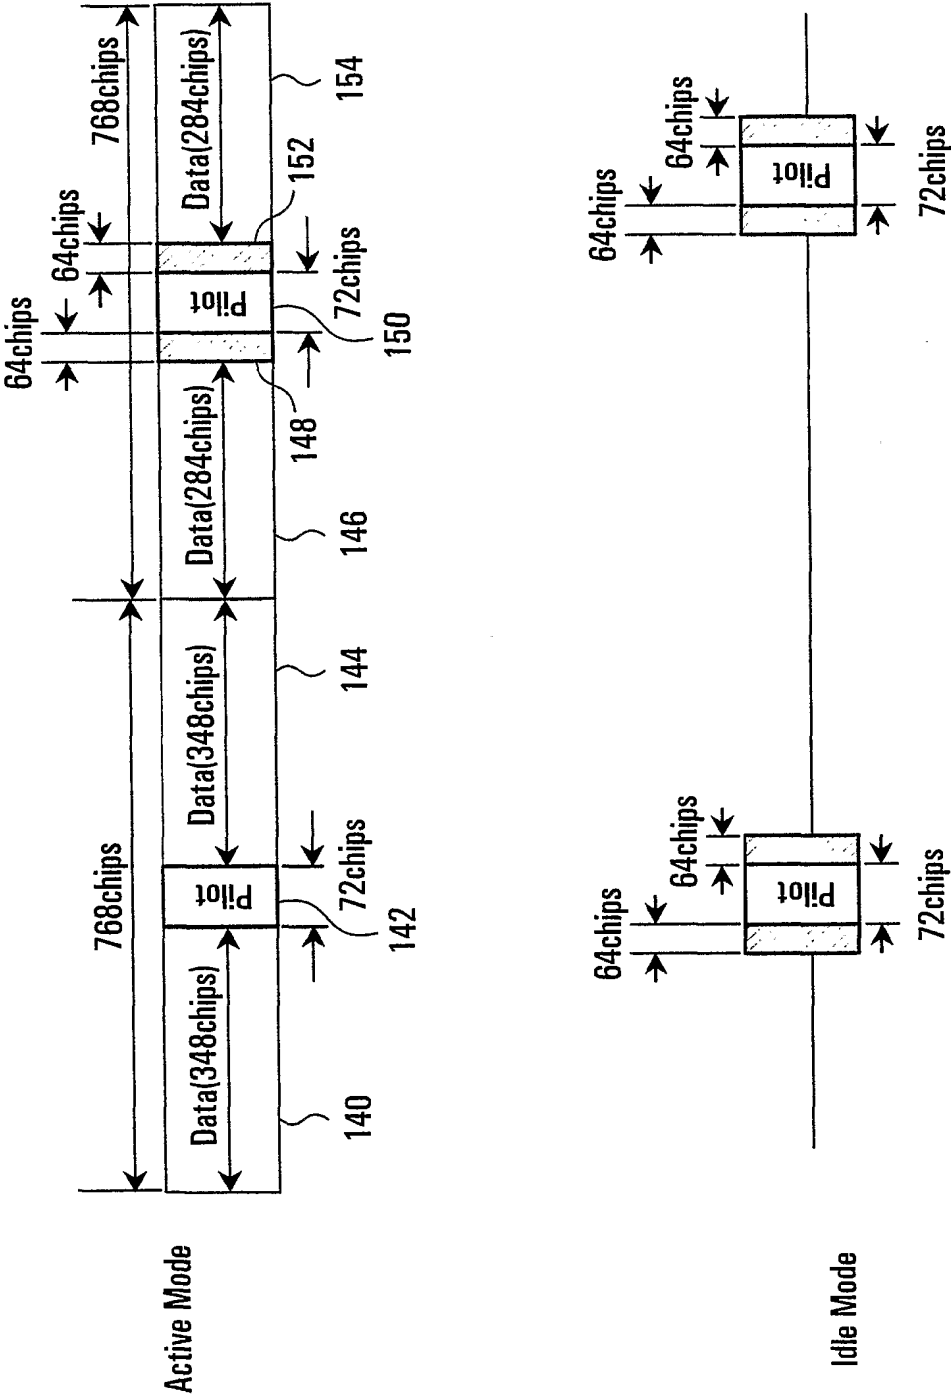 Active Mode
768chips
768chips
64chips
64chips
Data(348chips)
Pilot
Data(348chips)
Data(284chips)
Pilot
Data(284chips)
72chips
72chips
140
142
144
146
148
150
152
154
Idle Mode
64chips
64chips
Pilot
72chips
64chips
64chips
Pilot
72chips